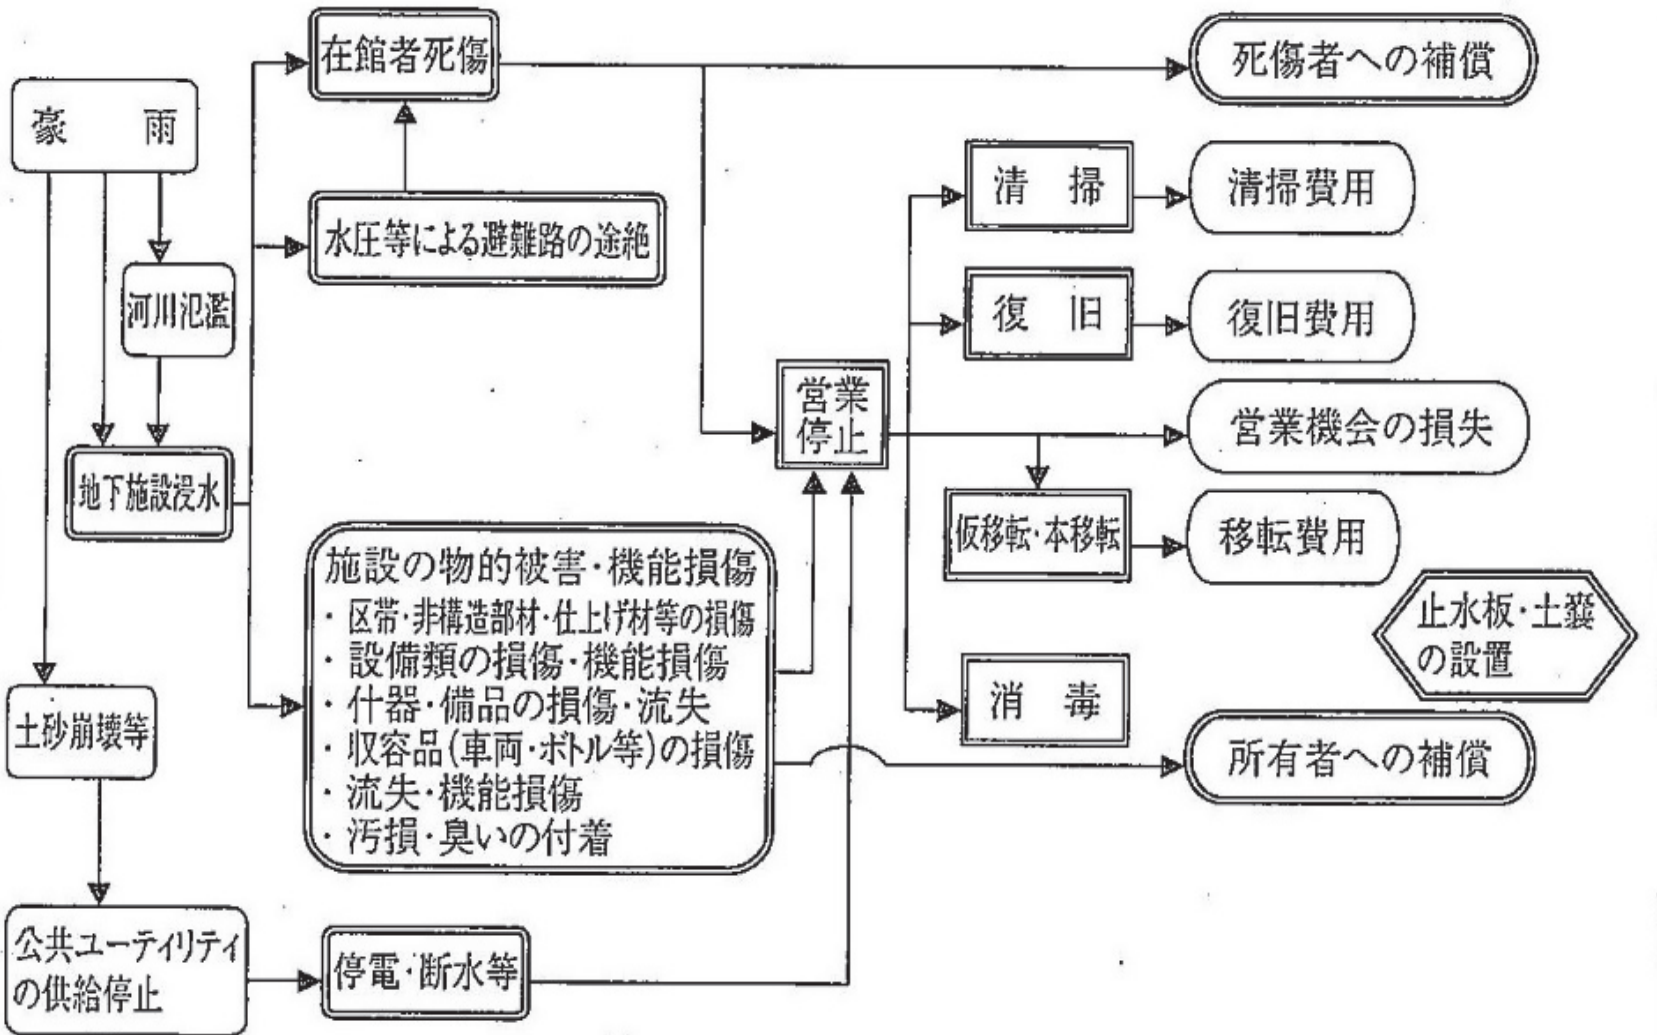 在館者死傷
死傷者への補償
豪雨
清掃
清掃費用
水圧等による避難路の途絶
河川氾濫
復旧
復旧費用
営業
停止
営業機会の損失
地下施設浸水
仮移転・本移転
移転費用
施設の物的被害・機能損傷
・区帯・非構造部材・仕上げ材等の損傷
・設備類の損傷・機能損傷
・什器・備品の損傷・流失
・収容品(車両・ボトル等)の損傷
・流失・機能損傷
・汚損・臭いの付着
止水板・土嚢
の設置
土砂崩壊等
消毒
所有者への補償
公共ユーティリティ
の供給停止
停電・断水等